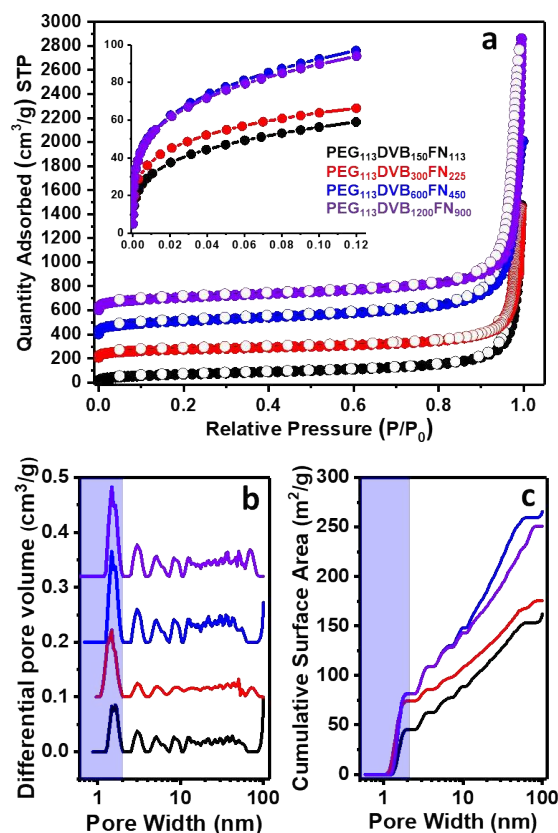 a
3000
2800
2600
2400
2200
2000
1800
1600
1400
1200
1000
800
600
400
200
0
Quantity Adsorbed (cm³/g) STP
100
80
60
40
20
0
0.00 0.02 0.04 0.06 0.08 0.10 0.12
PEG₁₁₃DVB₁₅₀FN₁₁₃
PEG₁₁₃DVB₃₀₀FN₂₂₅
PEG₁₁₃DVB₆₀₀FN₄₅₀
PEG₁₁₃DVB₁₂₀₀FN₉₀₀
0.0 0.2 0.4 0.6 0.8 1.0
Relative Pressure (P/P₀)
b
0.5
0.4
0.3
0.2
0.1
0.0
Differential pore volume (cm³/g)
1 10 100
Pore Width (nm)
c
300
250
200
150
100
50
0
Cumulative Surface Area (m²/g)
1 10 100
Pore Width (nm)